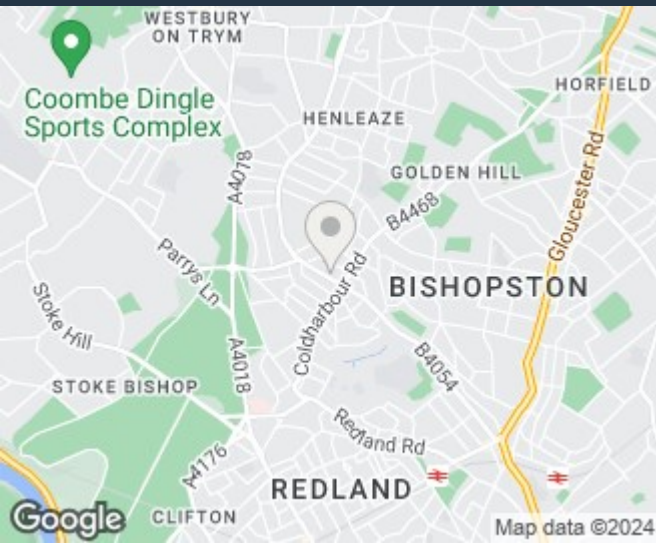 WESTBURY
ON TRYM
Coombe Dingle
Sports Complex
HORFIELD
HENLEAZE
A4018
GOLDEN HILL
Gloucester Rd
B4468
Parrys Ln
Coldharbour Rd
BISHOPSTON
Stoke Hill
A4018
B4054
STOKE BISHOP
Redland Rd
A4176
REDLAND
Google
CLIFTON
Map data ©2024